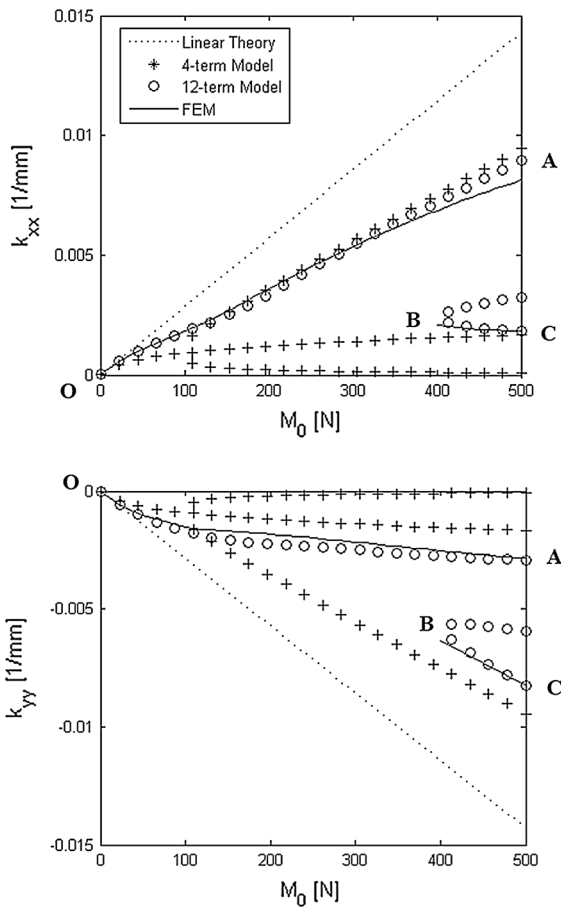 0.015
Linear Theory
4-term Model
12-term Model
FEM
0.01
A
k_xx [1/mm]
0.005
B
C
0
O
0 100 200 300 400 500
M_0 [N]
O
0
A
-0.005
B
k_yy [1/mm]
C
-0.01
-0.015
0 100 200 300 400 500
M_0 [N]